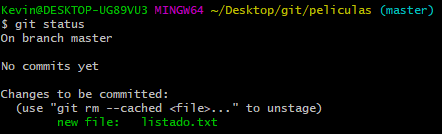 Kevin@DESKTOP-UG89VU3 MINGW64 ~/Desktop/git/peliculas (master)
$ git status
On branch master
No commits yet
Changes to be committed:
  (use "git rm --cached <file>..." to unstage)
        new file:   listado.txt